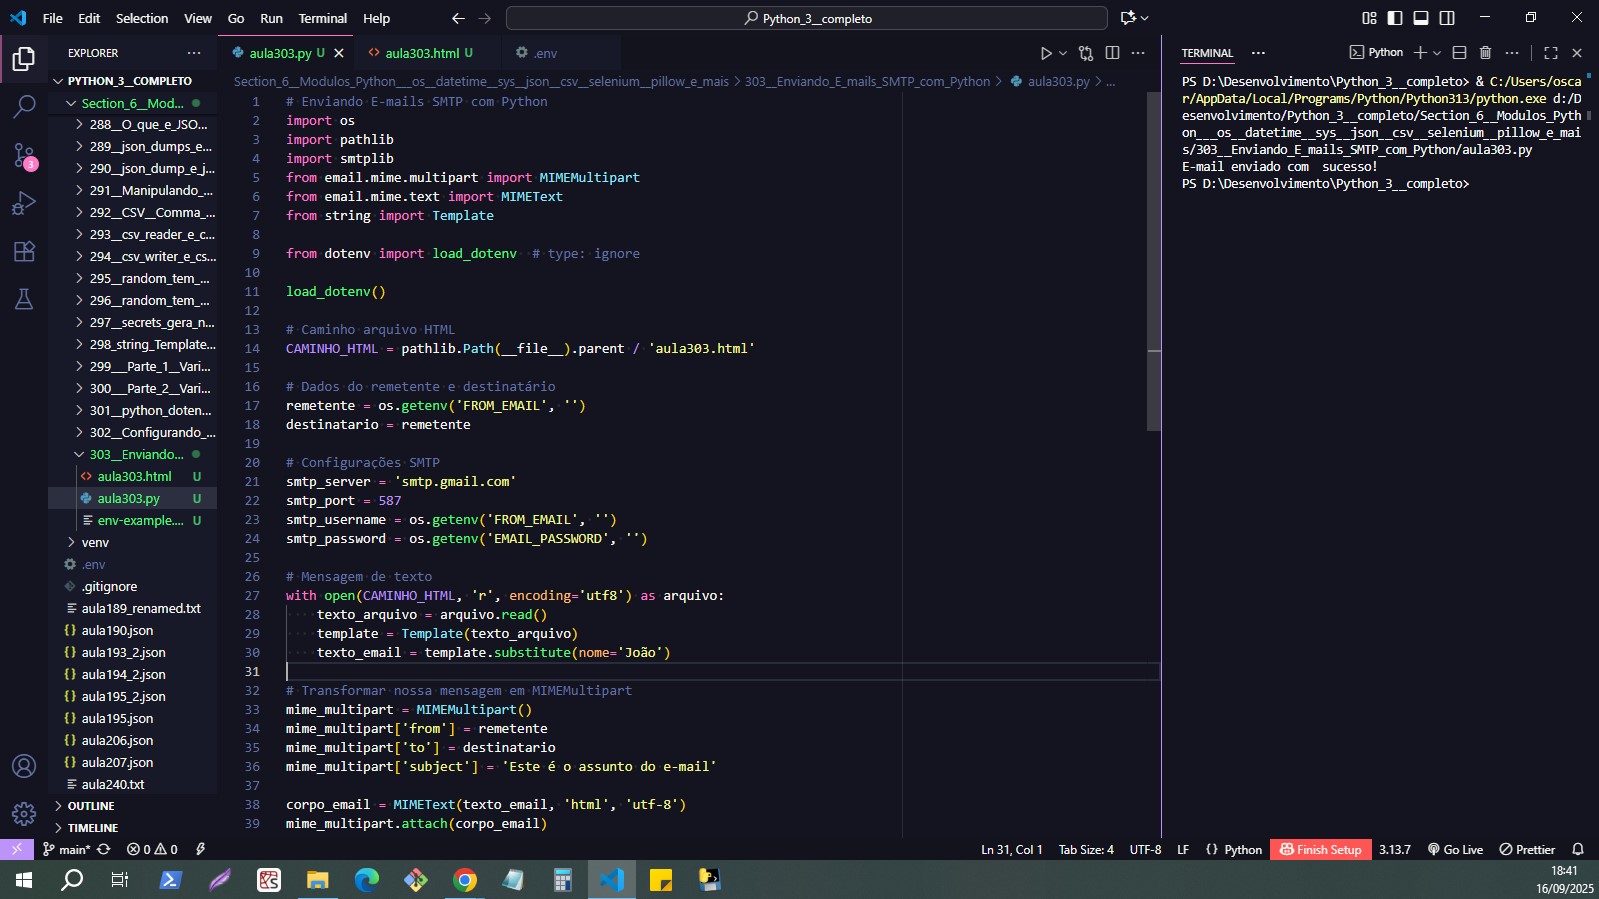 File Edit Selection View Go Run Terminal Help
Python_3__completo
EXPLORER
PYTHON_3__COMPLETO
Section_6__Mod...
288__O_que_e_JSO...
289__json_dumps_e...
290__json_dump_e_j...
291__Manipulando_...
292__CSV__Comma_...
293__csv_reader_e_c...
294__csv_writer_e_cs...
295__random_tem_...
296__random_tem_...
297__secrets_gera_n...
298_string_Template...
299___Parte_1__Vari...
300___Parte_2__Vari...
301__python_doten...
302__Configurando_...
303__Enviando...
aula303.html U
aula303.py U
env-example.... U
venv
.env
.gitignore
aula189_renamed.txt
aula190.json
aula193_2.json
aula194_2.json
aula195_2.json
aula195.json
aula206.json
aula207.json
aula240.txt
OUTLINE
TIMELINE
3
aula303.py U
aula303.html U
.env
Section_6__Modulos_Python___os__datetime__sys__json__csv__selenium__pillow_e_mais > 303__Enviando_E_mails_SMTP_com_Python > aula303.py > ...
1 # Enviando E-mails SMTP com Python
2 import os
3 import pathlib
4 import smtplib
5 from email.mime.multipart import MIMEMultipart
6 from email.mime.text import MIMEText
7 from string import Template
8
9 from dotenv import load_dotenv  # type: ignore
10
11 load_dotenv()
12
13 # Caminho arquivo HTML
14 CAMINHO_HTML = pathlib.Path(__file__).parent / 'aula303.html'
15
16 # Dados do remetente e destinatário
17 remetente = os.getenv('FROM_EMAIL', '')
18 destinatario = remetente
19
20 # Configurações SMTP
21 smtp_server = 'smtp.gmail.com'
22 smtp_port = 587
23 smtp_username = os.getenv('FROM_EMAIL', '')
24 smtp_password = os.getenv('EMAIL_PASSWORD', '')
25
26 # Mensagem de texto
27 with open(CAMINHO_HTML, 'r', encoding='utf8') as arquivo:
28     texto_arquivo = arquivo.read()
29     template = Template(texto_arquivo)
30     texto_email = template.substitute(nome='João')
31
32 # Transformar nossa mensagem em MIMEMultipart
33 mime_multipart = MIMEMultipart()
34 mime_multipart['from'] = remetente
35 mime_multipart['to'] = destinatario
36 mime_multipart['subject'] = 'Este é o assunto do e-mail'
37
38 corpo_email = MIMEText(texto_email, 'html', 'utf-8')
39 mime_multipart.attach(corpo_email)
TERMINAL
Python
PS D:\Desenvolvimento\Python_3__completo> & C:/Users/osca
r/AppData/Local/Programs/Python/Python313/python.exe d:/D
esenvolvimento/Python_3__completo/Section_6__Modulos_Pyth
on___os__datetime__sys__json__csv__selenium__pillow_e_mai
s/303__Enviando_E_mails_SMTP_com_Python/aula303.py
E-mail enviado com  sucesso!
PS D:\Desenvolvimento\Python_3__completo>
main* 0 0
Ln 31, Col 1 Tab Size: 4 UTF-8 LF Python Finish Setup 3.13.7 Go Live Prettier
18:41
16/09/2025